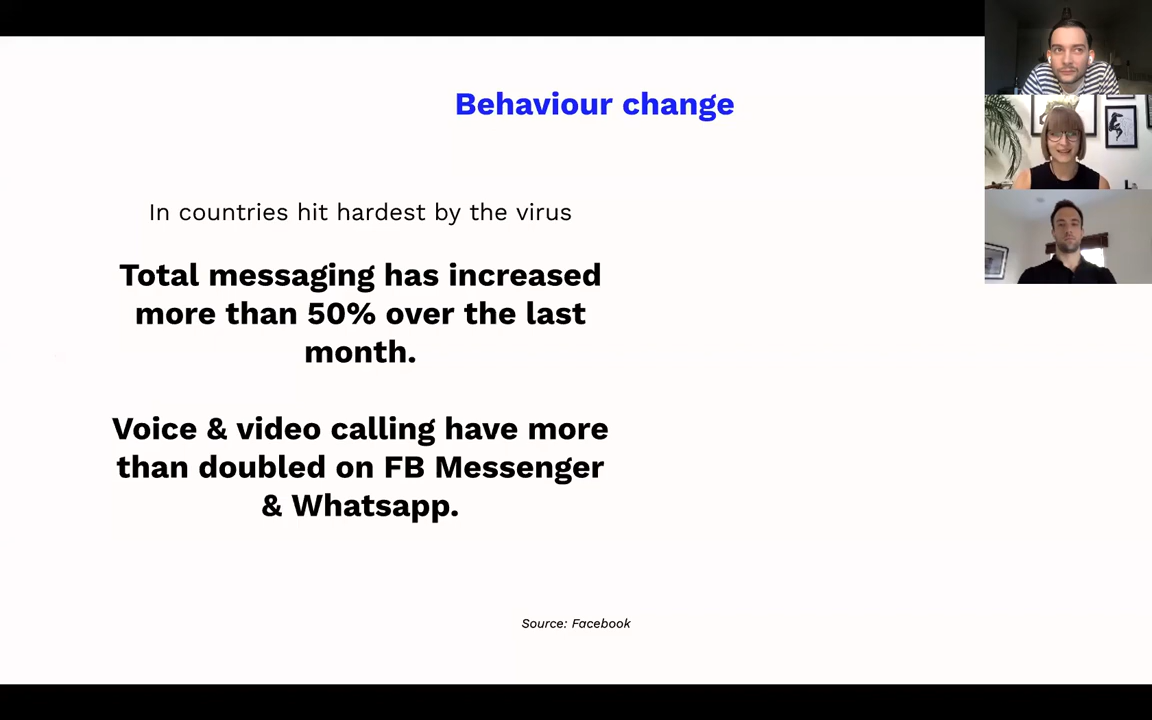 Behaviour change
In countries hit hardest by the virus
Total messaging has increased
more than 50% over the last
month.
Voice & video calling have more
than doubled on FB Messenger
& Whatsapp.
Source: Facebook